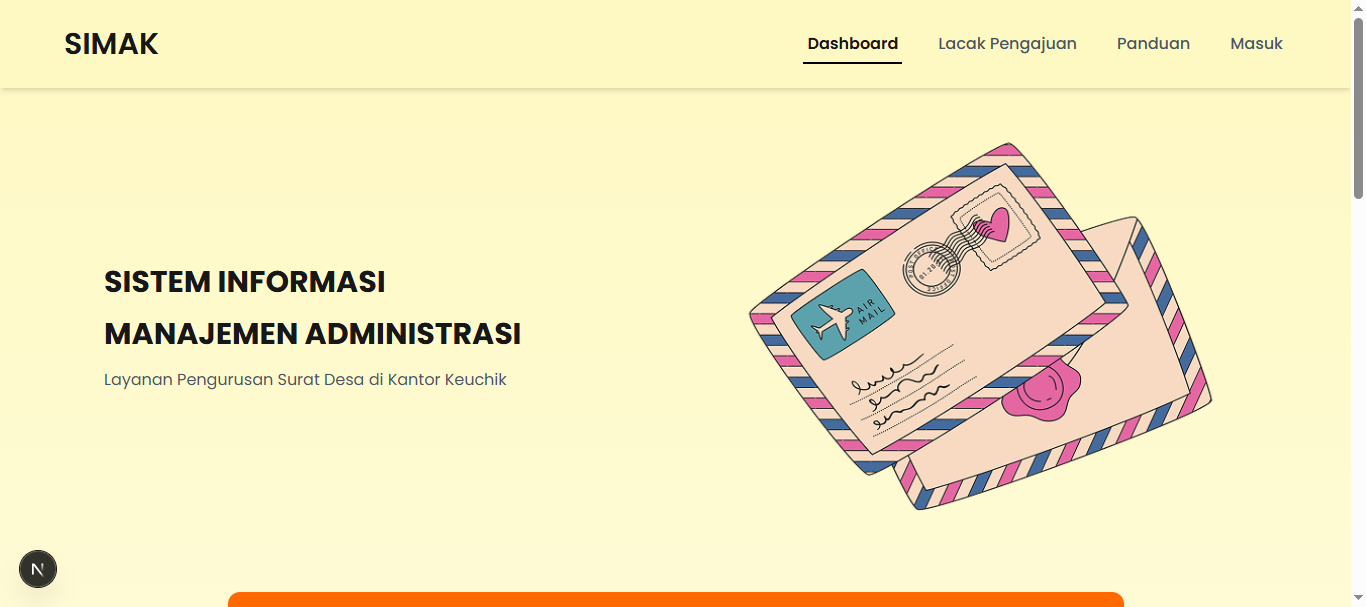 SIMAK
Dashboard
Lacak Pengajuan
Panduan
Masuk
SISTEM INFORMASI
MANAJEMEN ADMINISTRASI
Layanan Pengurusan Surat Desa di Kantor Keuchik
AIR
MAIL
N